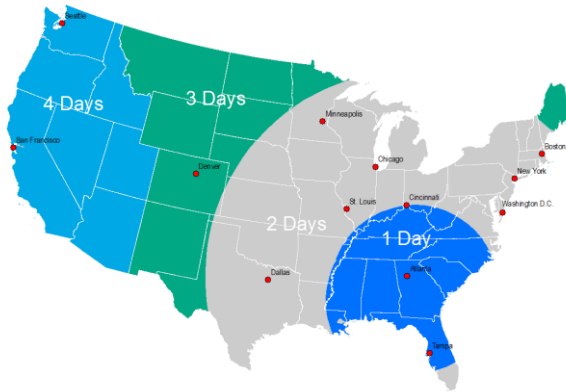 Seattle
4 Days
3 Days
San Francisco
Denver
Minneapolis
Chicago
Boston
New York
St. Louis
Cincinnati
Washington D.C.
2 Days
1 Day
Dallas
Atlanta
Tampa